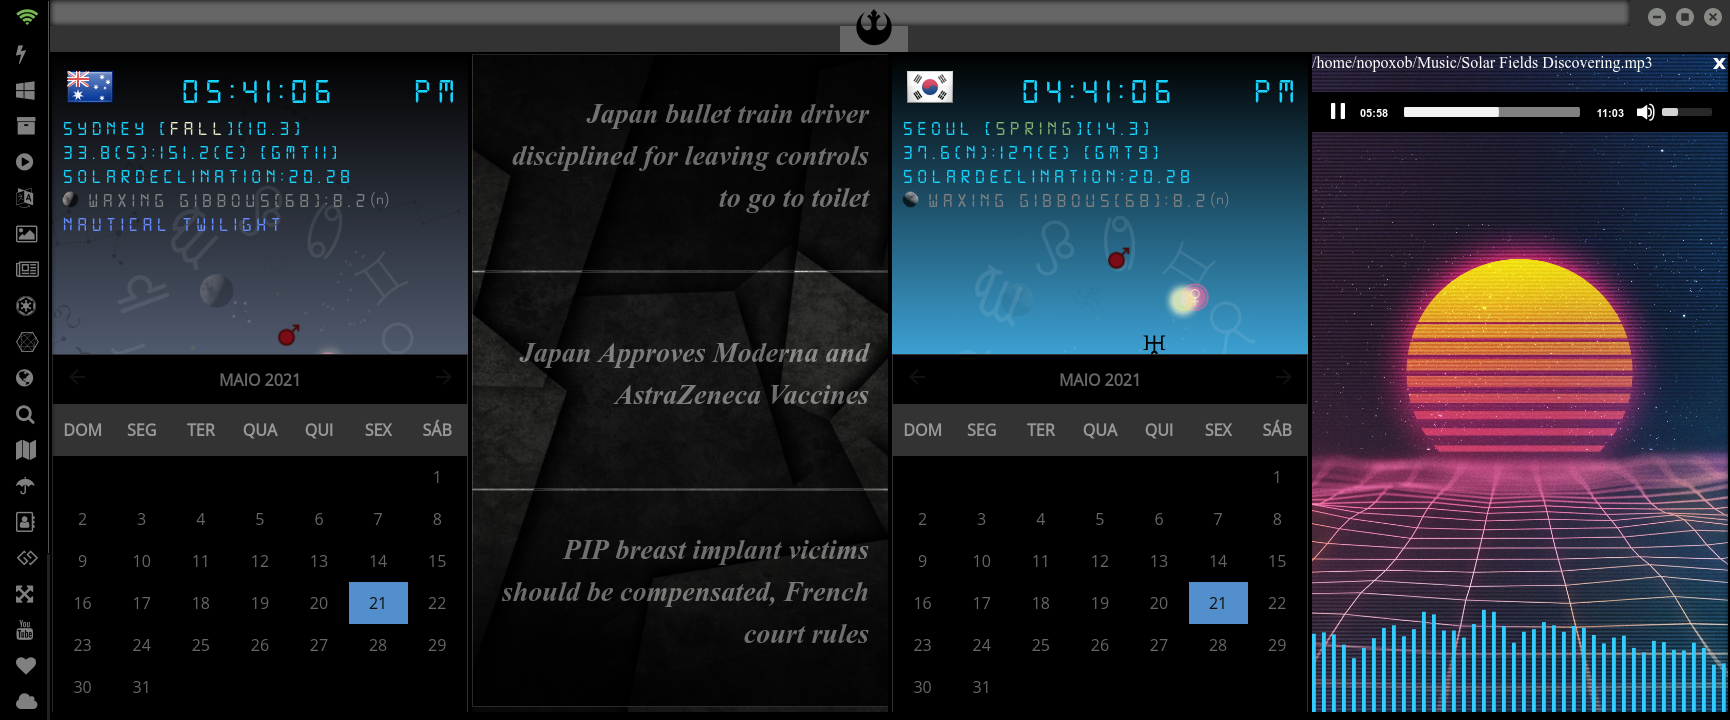 05:41:06 PM
SYDNEY [FALL][10.3]
33.8(S):151.2(E) [GMT11]
SOLARDECLINATION:20.28
WAXING GIBBOUS(68):8.2(n)
NAUTICAL TWILIGHT
MAIO 2021
DOM SEG TER QUA QUI SEX SÁB
1
2 3 4 5 6 7 8
9 10 11 12 13 14 15
16 17 18 19 20 21 22
23 24 25 26 27 28 29
30 31
Japan bullet train driver
disciplined for leaving controls
to go to toilet
Japan Approves Moderna and
AstraZeneca Vaccines
PIP breast implant victims
should be compensated, French
court rules
04:41:06 PM
SEOUL [SPRING][14.3]
37.6(N):127(E) [GMT9]
SOLARDECLINATION:20.28
WAXING GIBBOUS(68):8.2(n)
MAIO 2021
DOM SEG TER QUA QUI SEX SÁB
1
2 3 4 5 6 7 8
9 10 11 12 13 14 15
16 17 18 19 20 21 22
23 24 25 26 27 28 29
30 31
/home/nopoxob/Music/Solar Fields Discovering.mp3 x
05:58 11:03
You
Tube